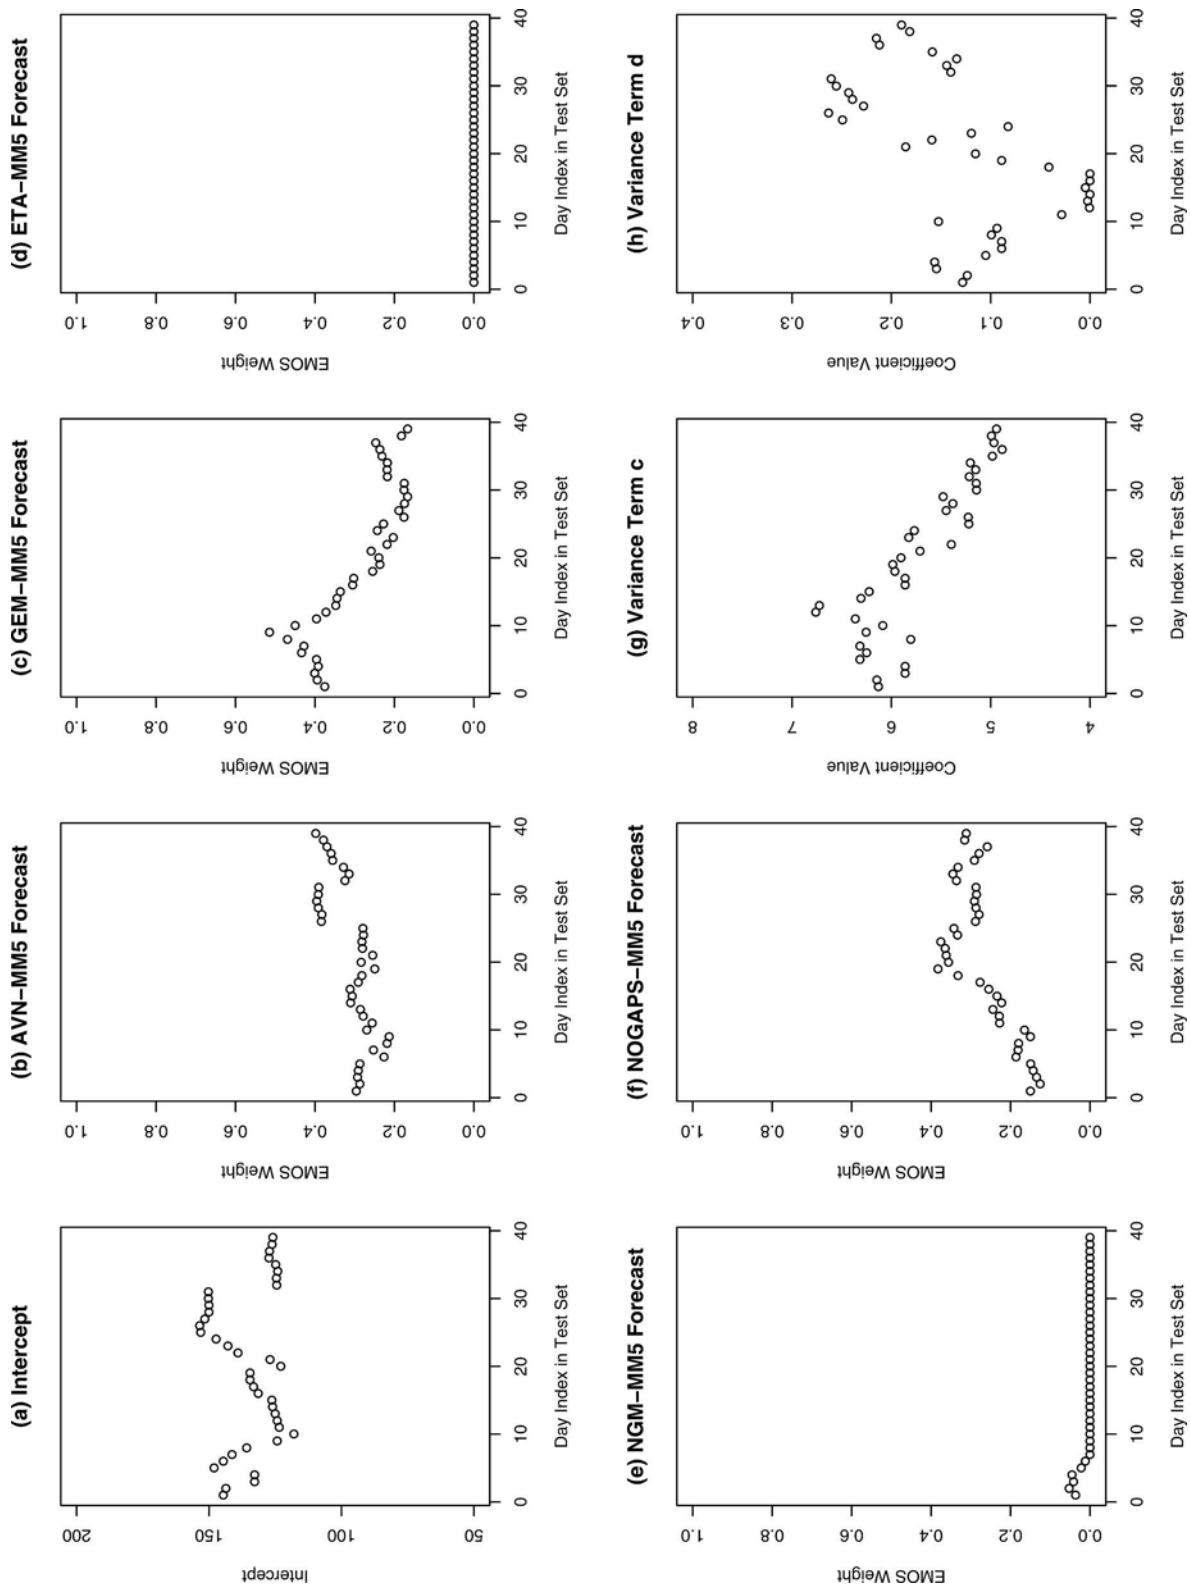 (a) Intercept
Intercept
50 100 150 200
0 10 20 30 40
Day Index in Test Set
(b) AVN−MM5 Forecast
EMOS Weight
0.0 0.2 0.4 0.6 0.8 1.0
0 10 20 30 40
Day Index in Test Set
(c) GEM−MM5 Forecast
EMOS Weight
0.0 0.2 0.4 0.6 0.8 1.0
0 10 20 30 40
Day Index in Test Set
(d) ETA−MM5 Forecast
EMOS Weight
0.0 0.2 0.4 0.6 0.8 1.0
0 10 20 30 40
Day Index in Test Set
(e) NGM−MM5 Forecast
EMOS Weight
0.0 0.2 0.4 0.6 0.8 1.0
0 10 20 30 40
Day Index in Test Set
(f) NOGAPS−MM5 Forecast
EMOS Weight
0.0 0.2 0.4 0.6 0.8 1.0
0 10 20 30 40
Day Index in Test Set
(g) Variance Term c
Coefficient Value
4 5 6 7 8
0 10 20 30 40
Day Index in Test Set
(h) Variance Term d
Coefficient Value
0.0 0.1 0.2 0.3 0.4
0 10 20 30 40
Day Index in Test Set